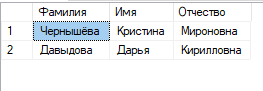 Фамилия Имя Отчество
1 Чернышёва Кристина Мироновна
2 Давыдова Дарья Кирилловна